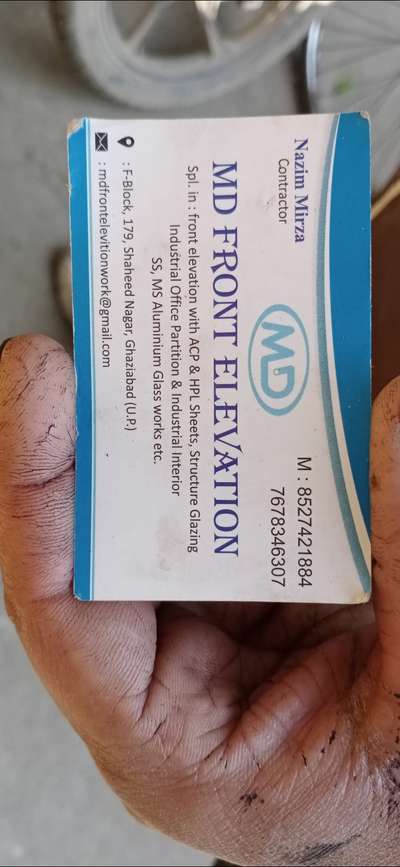 Nazim Mirza
Contractor
M : 8527421884
7678346307
MD
MD FRONT ELEVATION
Spl. in : front elevation with ACP & HPL Sheets, Structure Glazing
Industrial Office Partition & Industrial Interior
SS, MS Aluminium Glass works etc.
: F-Block, 179, Shaheed Nagar, Ghaziabad (U.P.)
: mdfrontelevitionwork@gmail.com